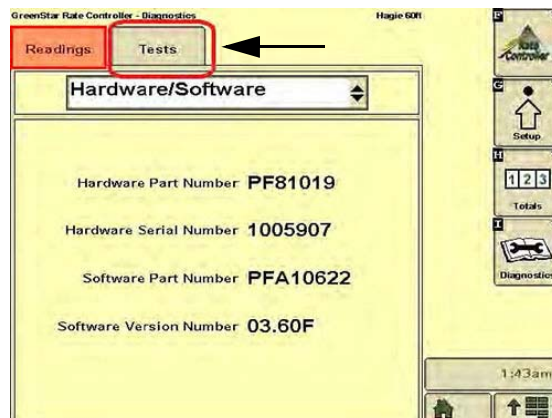 GreenStar Rate Controller - Diagnostics Hagie 60ft
F
Rate
Controller
Readings Tests
G
Setup
Hardware/Software
H
1 2 3
Totals
Hardware Part Number PF81019
Hardware Serial Number 1005907
I
Diagnostics
Software Part Number PFA10622
Software Version Number 03.60F
1:43am